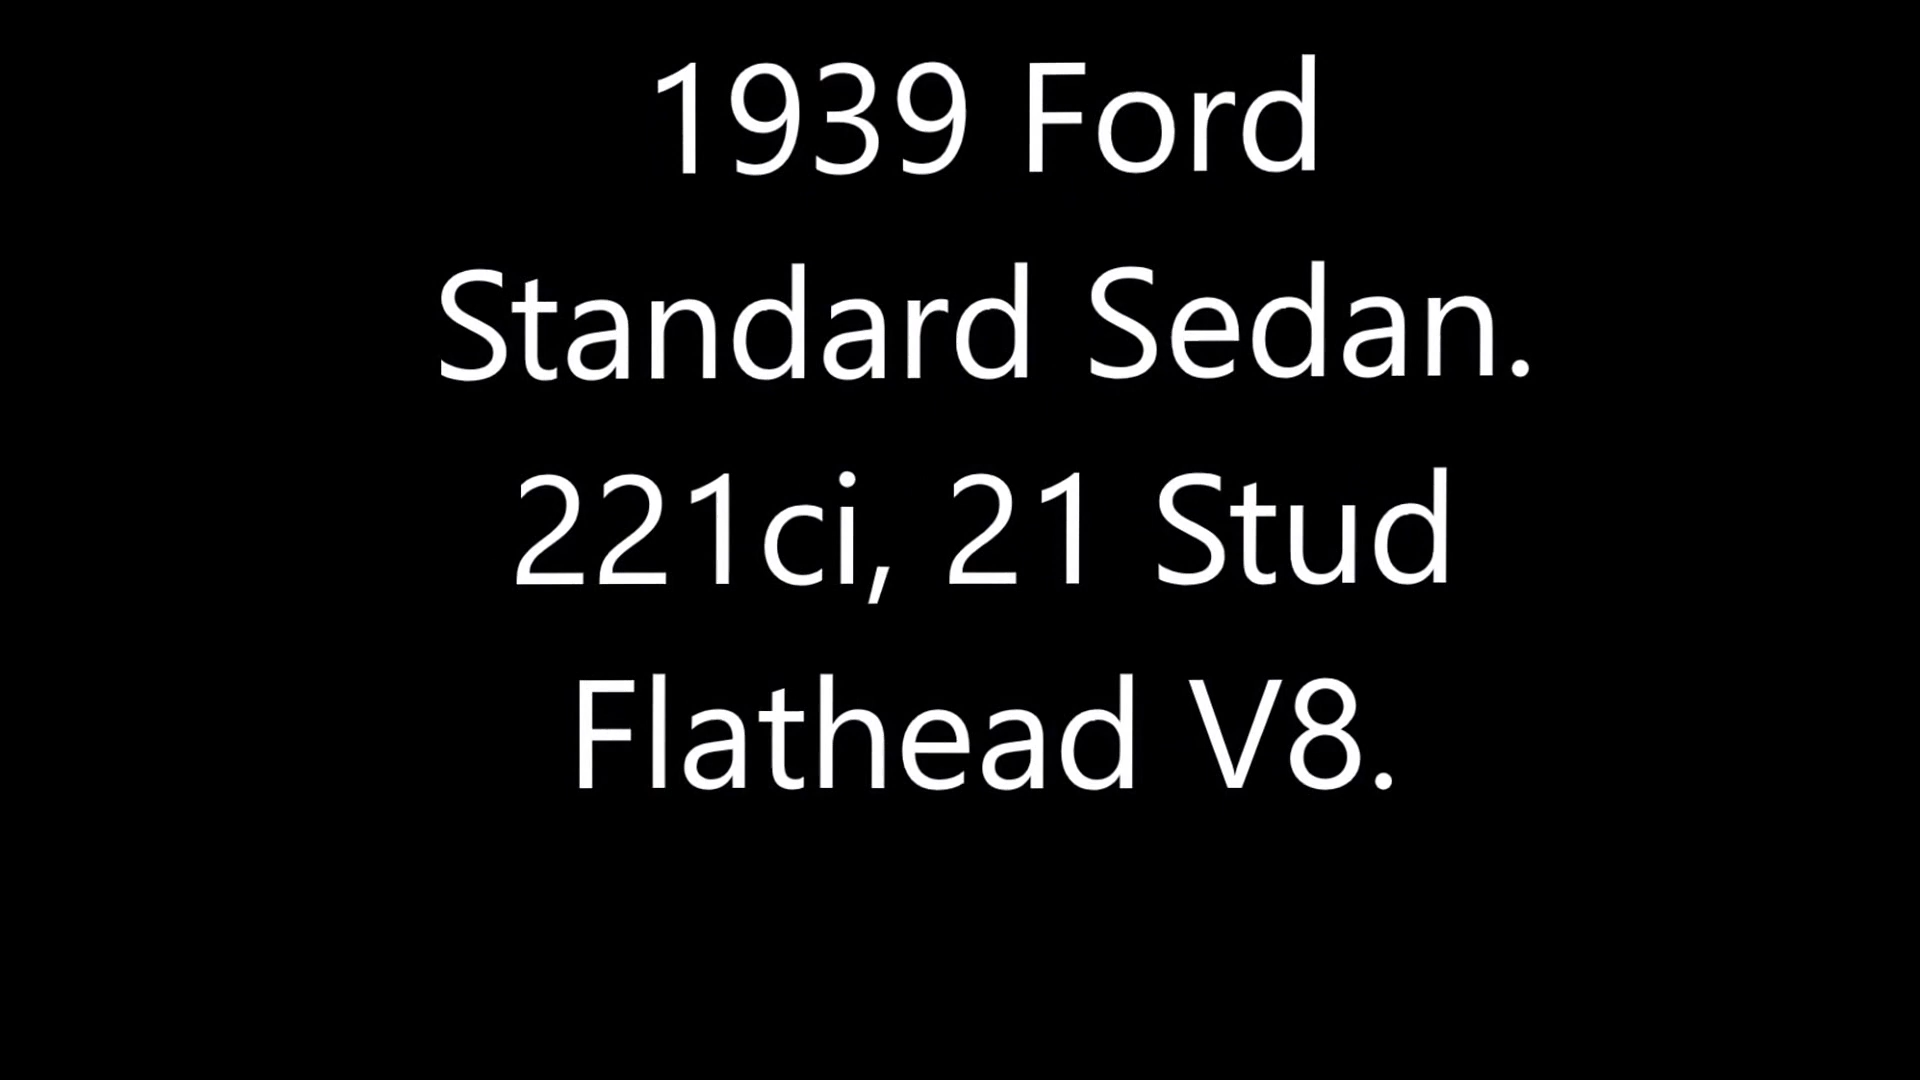 1939 Ford
Standard Sedan.
221ci, 21 Stud
Flathead V8.